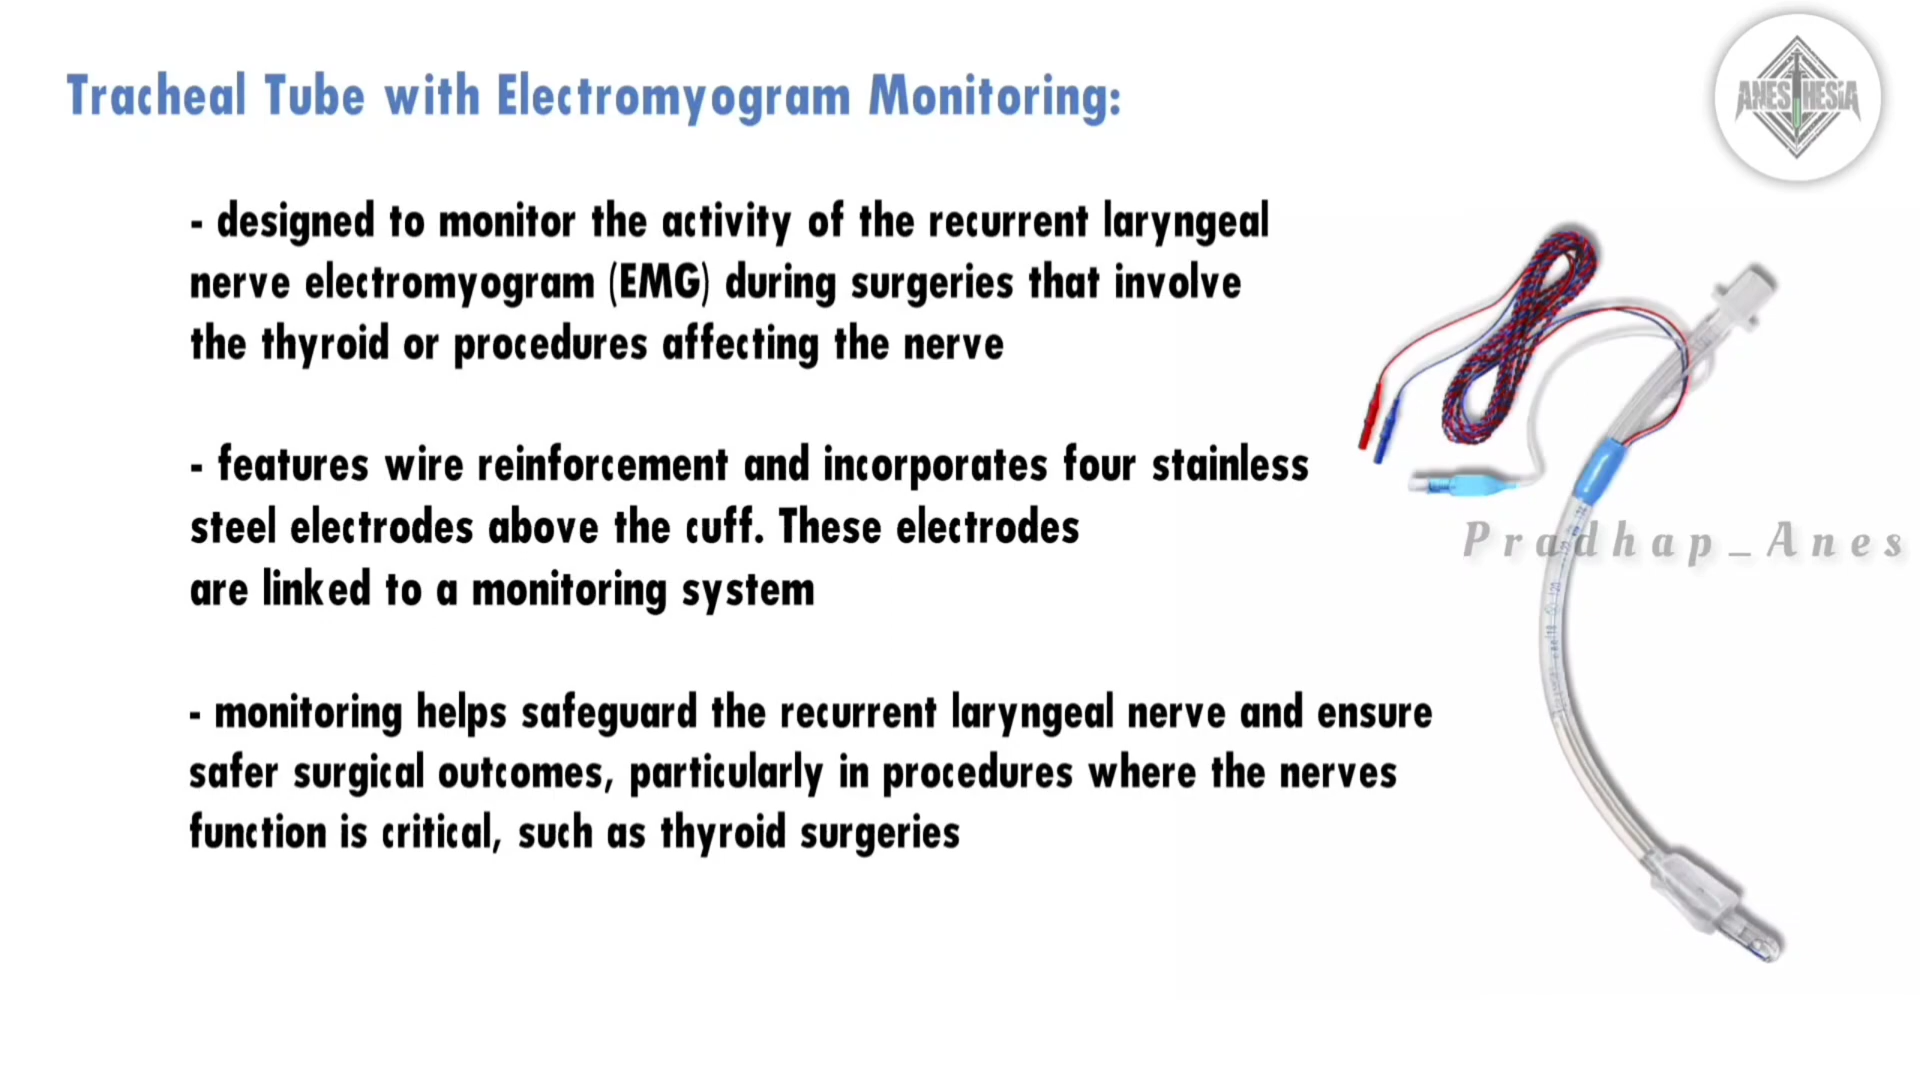 ANESTHESIA
Tracheal Tube with Electromyogram Monitoring:
- designed to monitor the activity of the recurrent laryngeal
nerve electromyogram (EMG) during surgeries that involve
the thyroid or procedures affecting the nerve
- features wire reinforcement and incorporates four stainless
steel electrodes above the cuff. These electrodes
are linked to a monitoring system
- monitoring helps safeguard the recurrent laryngeal nerve and ensure
safer surgical outcomes, particularly in procedures where the nerves
function is critical, such as thyroid surgeries
Pradhap_Anes